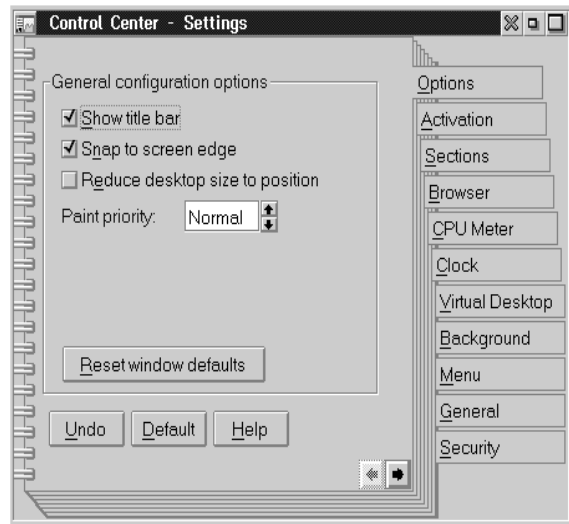 Control Center - Settings
General configuration options
Show title bar
Snap to screen edge
Reduce desktop size to position
Paint priority: Normal
Reset window defaults
Undo Default Help
Options
Activation
Sections
Browser
CPU Meter
Clock
Virtual Desktop
Background
Menu
General
Security